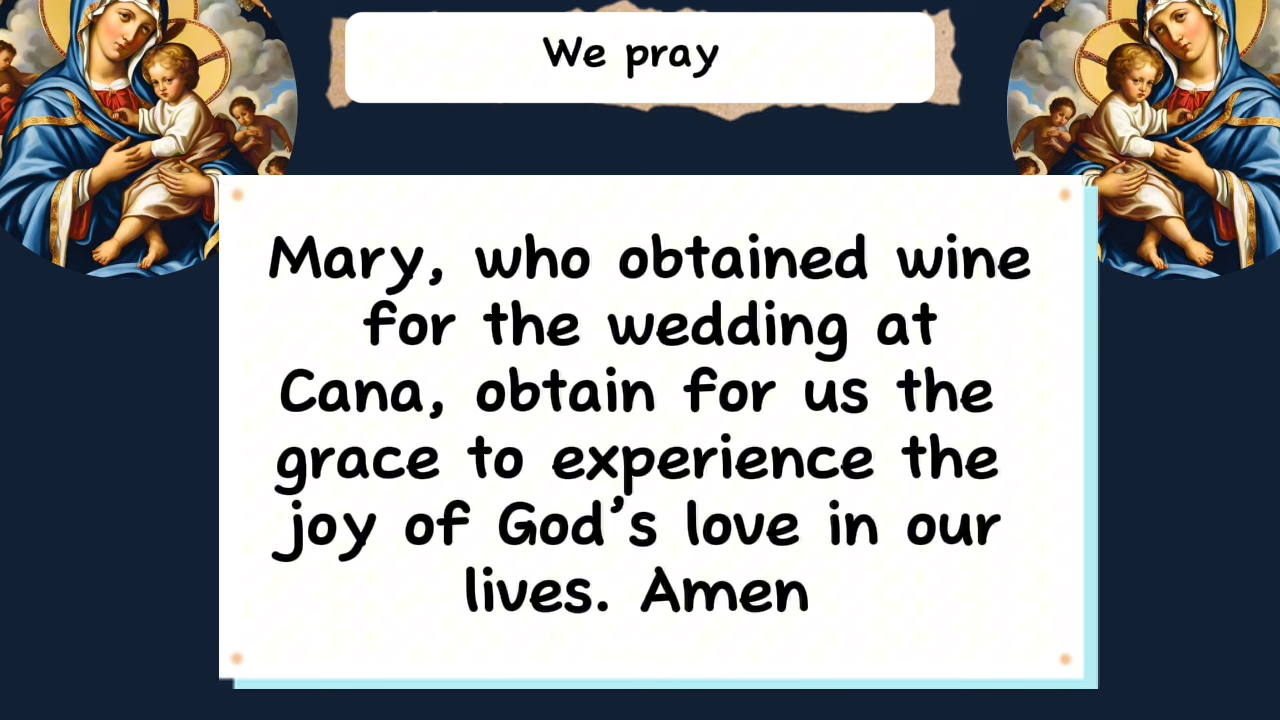 We pray
Mary, who obtained wine
for the wedding at
Cana, obtain for us the
grace to experience the
joy of God’s love in our
lives. Amen